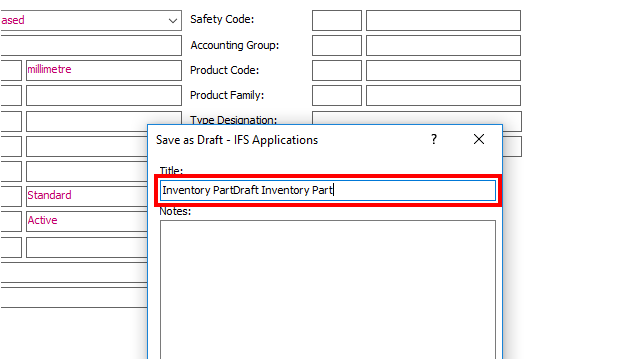 ased
Safety Code:
Accounting Group:
millimetre
Product Code:
Product Family:
Type Designation:
Save as Draft - IFS Applications
?
Title:
Inventory PartDraft Inventory Part
Standard
Notes:
Active